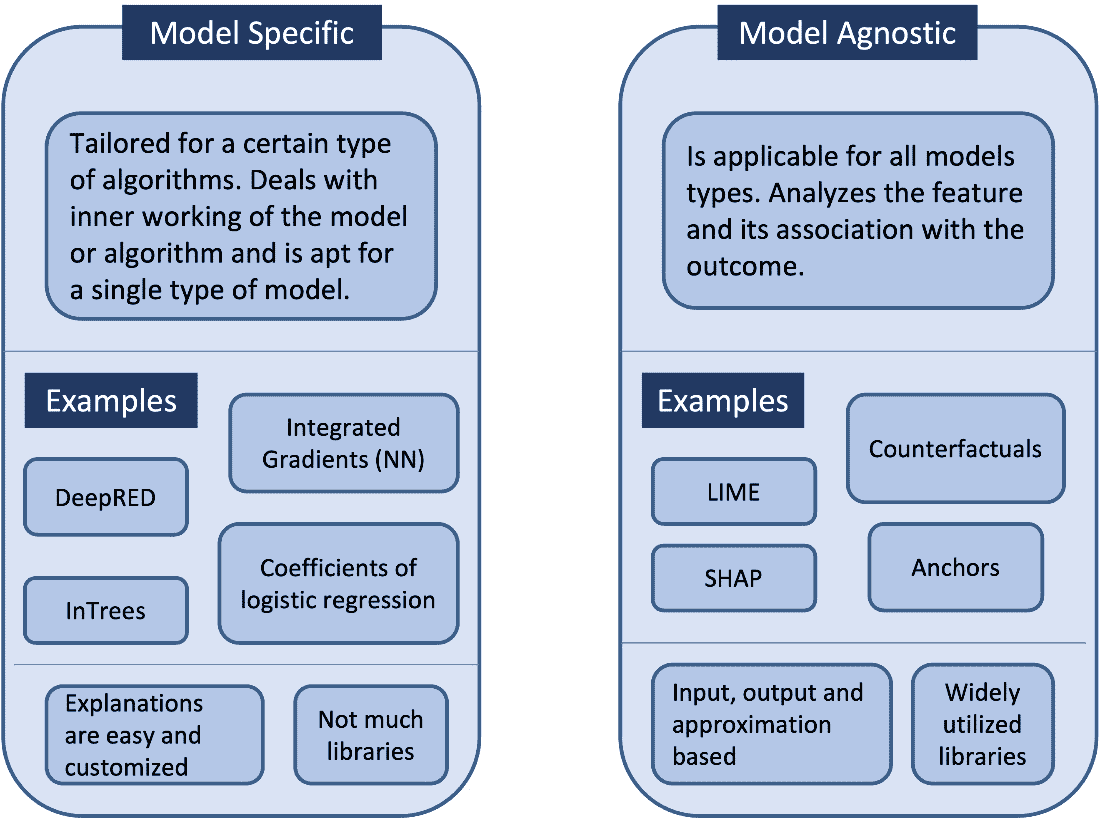 Model Specific
Tailored for a certain type
of algorithms. Deals with
inner working of the model
or algorithm and is apt for
a single type of model.
Examples
Integrated
Gradients (NN)
DeepRED
Coefficients of
logistic regression
InTrees
Explanations
are easy and
customized
Not much
libraries
Model Agnostic
Is applicable for all models
types. Analyzes the feature
and its association with the
outcome.
Examples
Counterfactuals
LIME
SHAP
Anchors
Input, output and
approximation
based
Widely
utilized
libraries